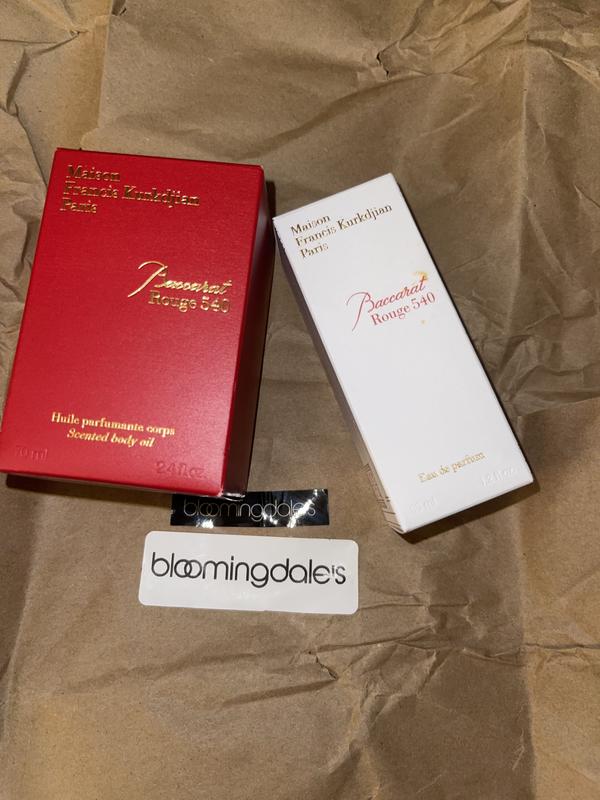 Maison
Francis Kurkdjian
Paris
Baccarat
Rouge 540
Huile parfumante corps
Scented body oil
70 ml
2.4 fl.oz.
Maison
Francis Kurkdjian
Paris
Baccarat
Rouge 540
Eau de parfum
bloomingdale's
bloomingdale's